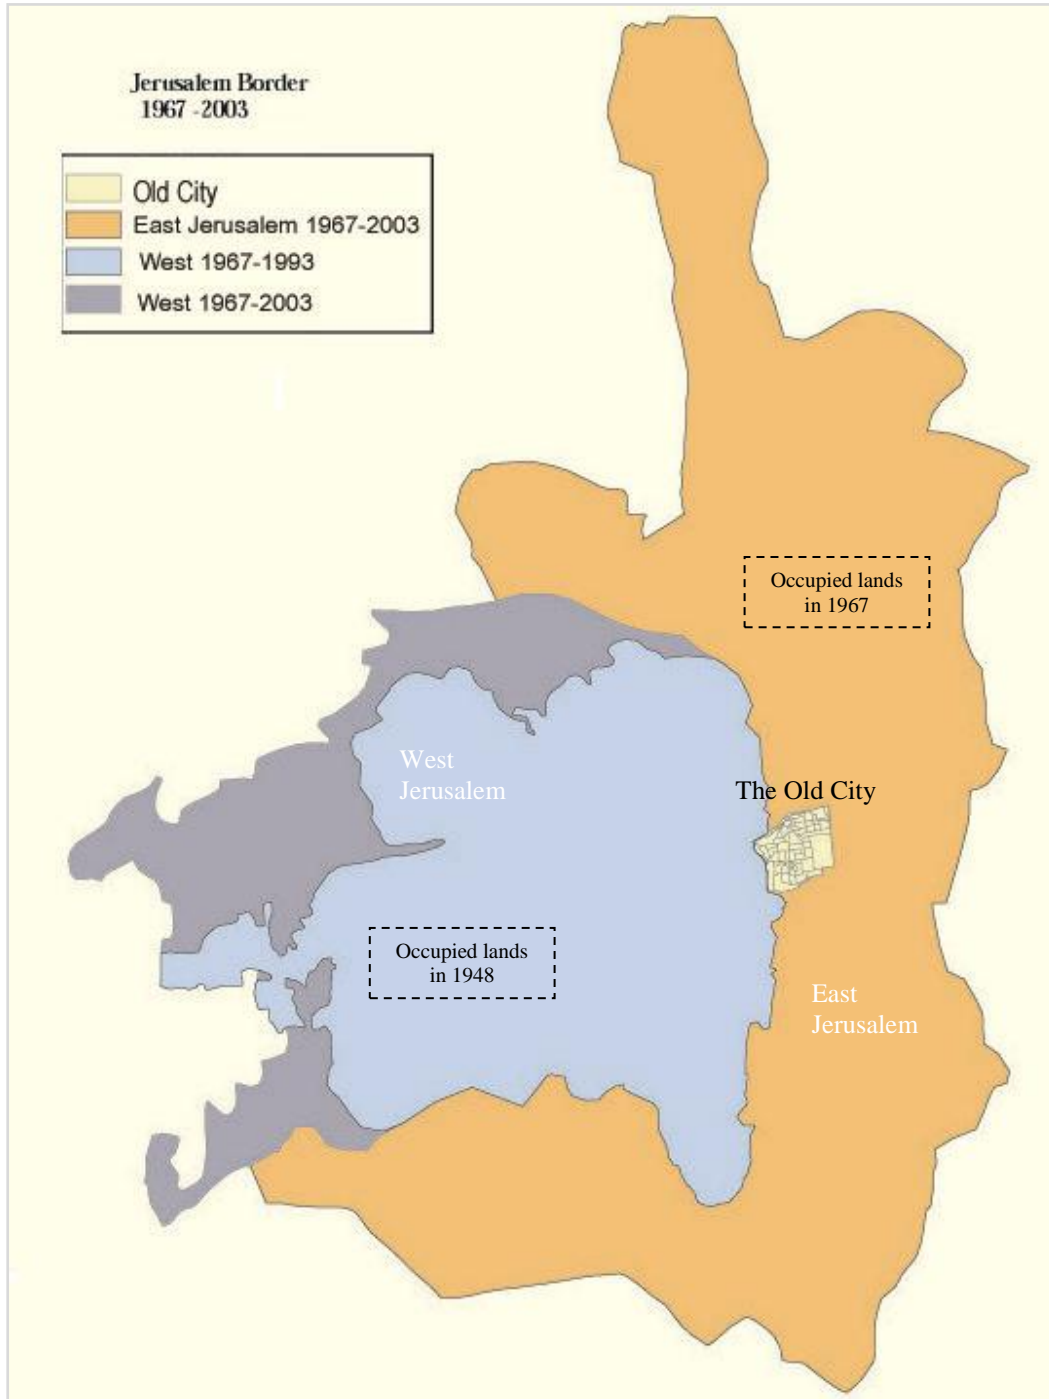 Jerusalem Border
1967 -2003
Old City
East Jerusalem 1967-2003
West 1967-1993
West 1967-2003
Occupied lands
in 1967
West
Jerusalem
The Old City
Occupied lands
in 1948
East
Jerusalem